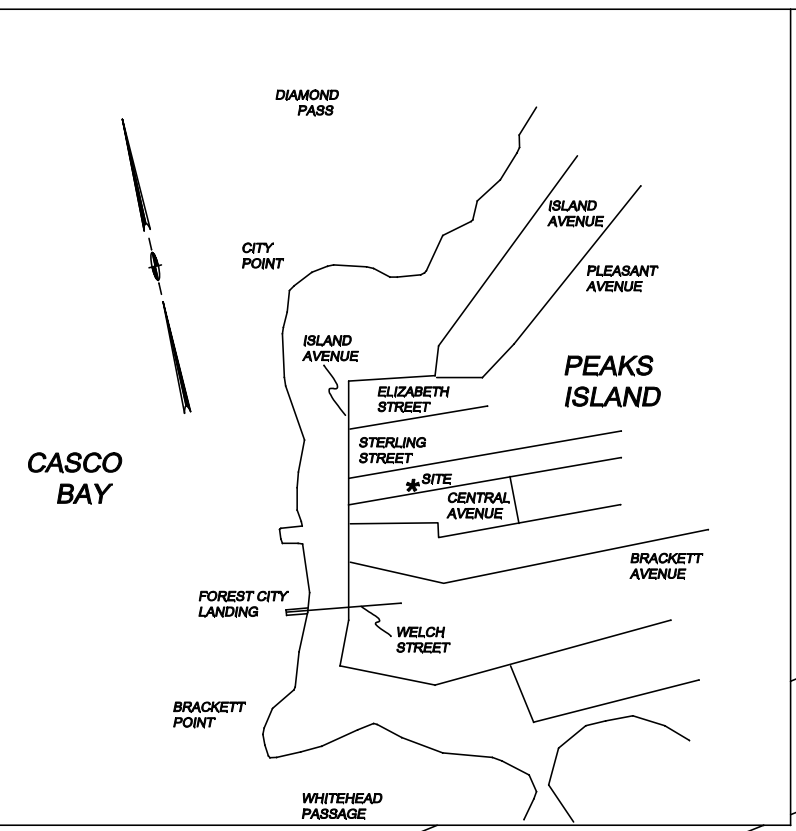 DIAMOND
PASS
ISLAND
AVENUE
CITY
POINT
PLEASANT
AVENUE
ISLAND
AVENUE
PEAKS
ISLAND
ELIZABETH
STREET
STERLING
STREET
CASCO
BAY
* SITE
CENTRAL
AVENUE
BRACKETT
AVENUE
FOREST CITY
LANDING
WELCH
STREET
BRACKETT
POINT
WHITEHEAD
PASSAGE